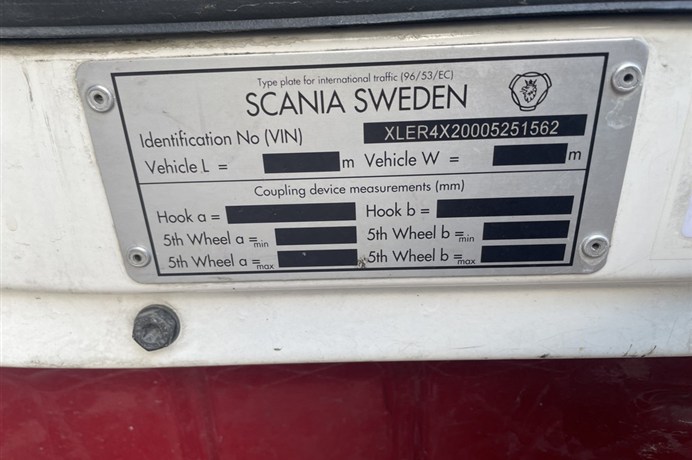 Type plate for international traffic (96/53/EC)
SCANIA SWEDEN
Identification No (VIN) XLER4X20005251562
Vehicle L = m Vehicle W = m
Coupling device measurements (mm)
Hook a = Hook b =
5th Wheel a =min 5th Wheel b =min
5th Wheel a =max 5th Wheel b =max